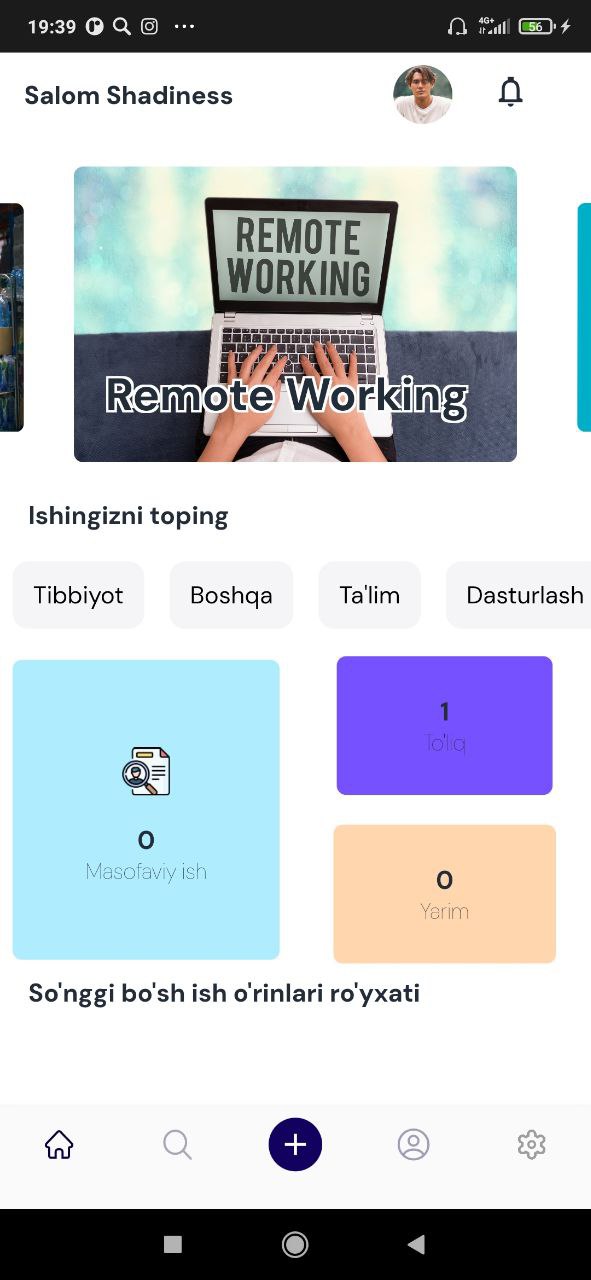 19:39
4G+
56
Salom Shadiness
REMOTE
WORKING
Remote Working
Ishingizni toping
Tibbiyot
Boshqa
Ta'lim
Dasturlash
1
To'liq
0
Masofaviy ish
0
Yarim
So'nggi bo'sh ish o'rinlari ro'yxati